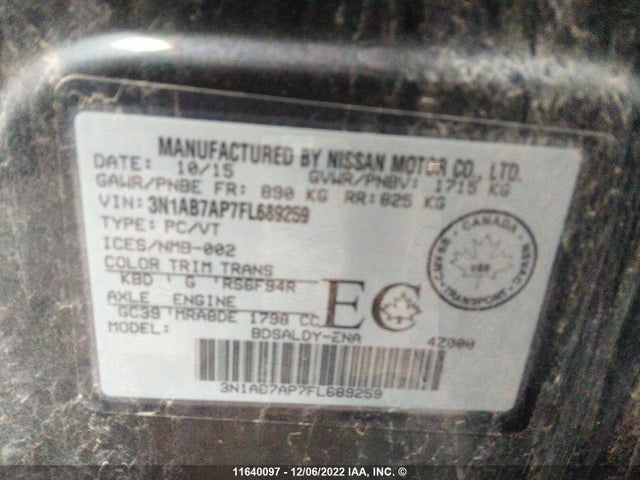 MANUFACTURED BY NISSAN MOTOR CO., LTD.
DATE: 10/15 GVWR/PNBV: 1715 KG
GAWR/PNBE FR: 890 KG RR: 825 KG
VIN: 3N1AB7AP7FL689259
TYPE: PC/VT
ICES/NMB-002
COLOR TRIM TRANS
KBD ' G ' RS6F94R
AXLE ENGINE
GC39 'MRA8DE 1798 CC
MODEL: BDSALDY-ENA
42000
EC
CANADA
TRANSPORT
3N1AB7AP7FL689259
11640097 - 12/06/2022 IAA, INC. ©